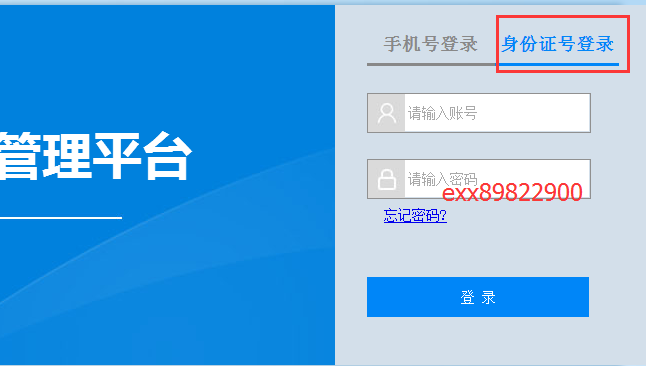 手机号登录 身份证号登录
管理平台
请输入账号
请输入密码
exx89822900
忘记密码?
登 录